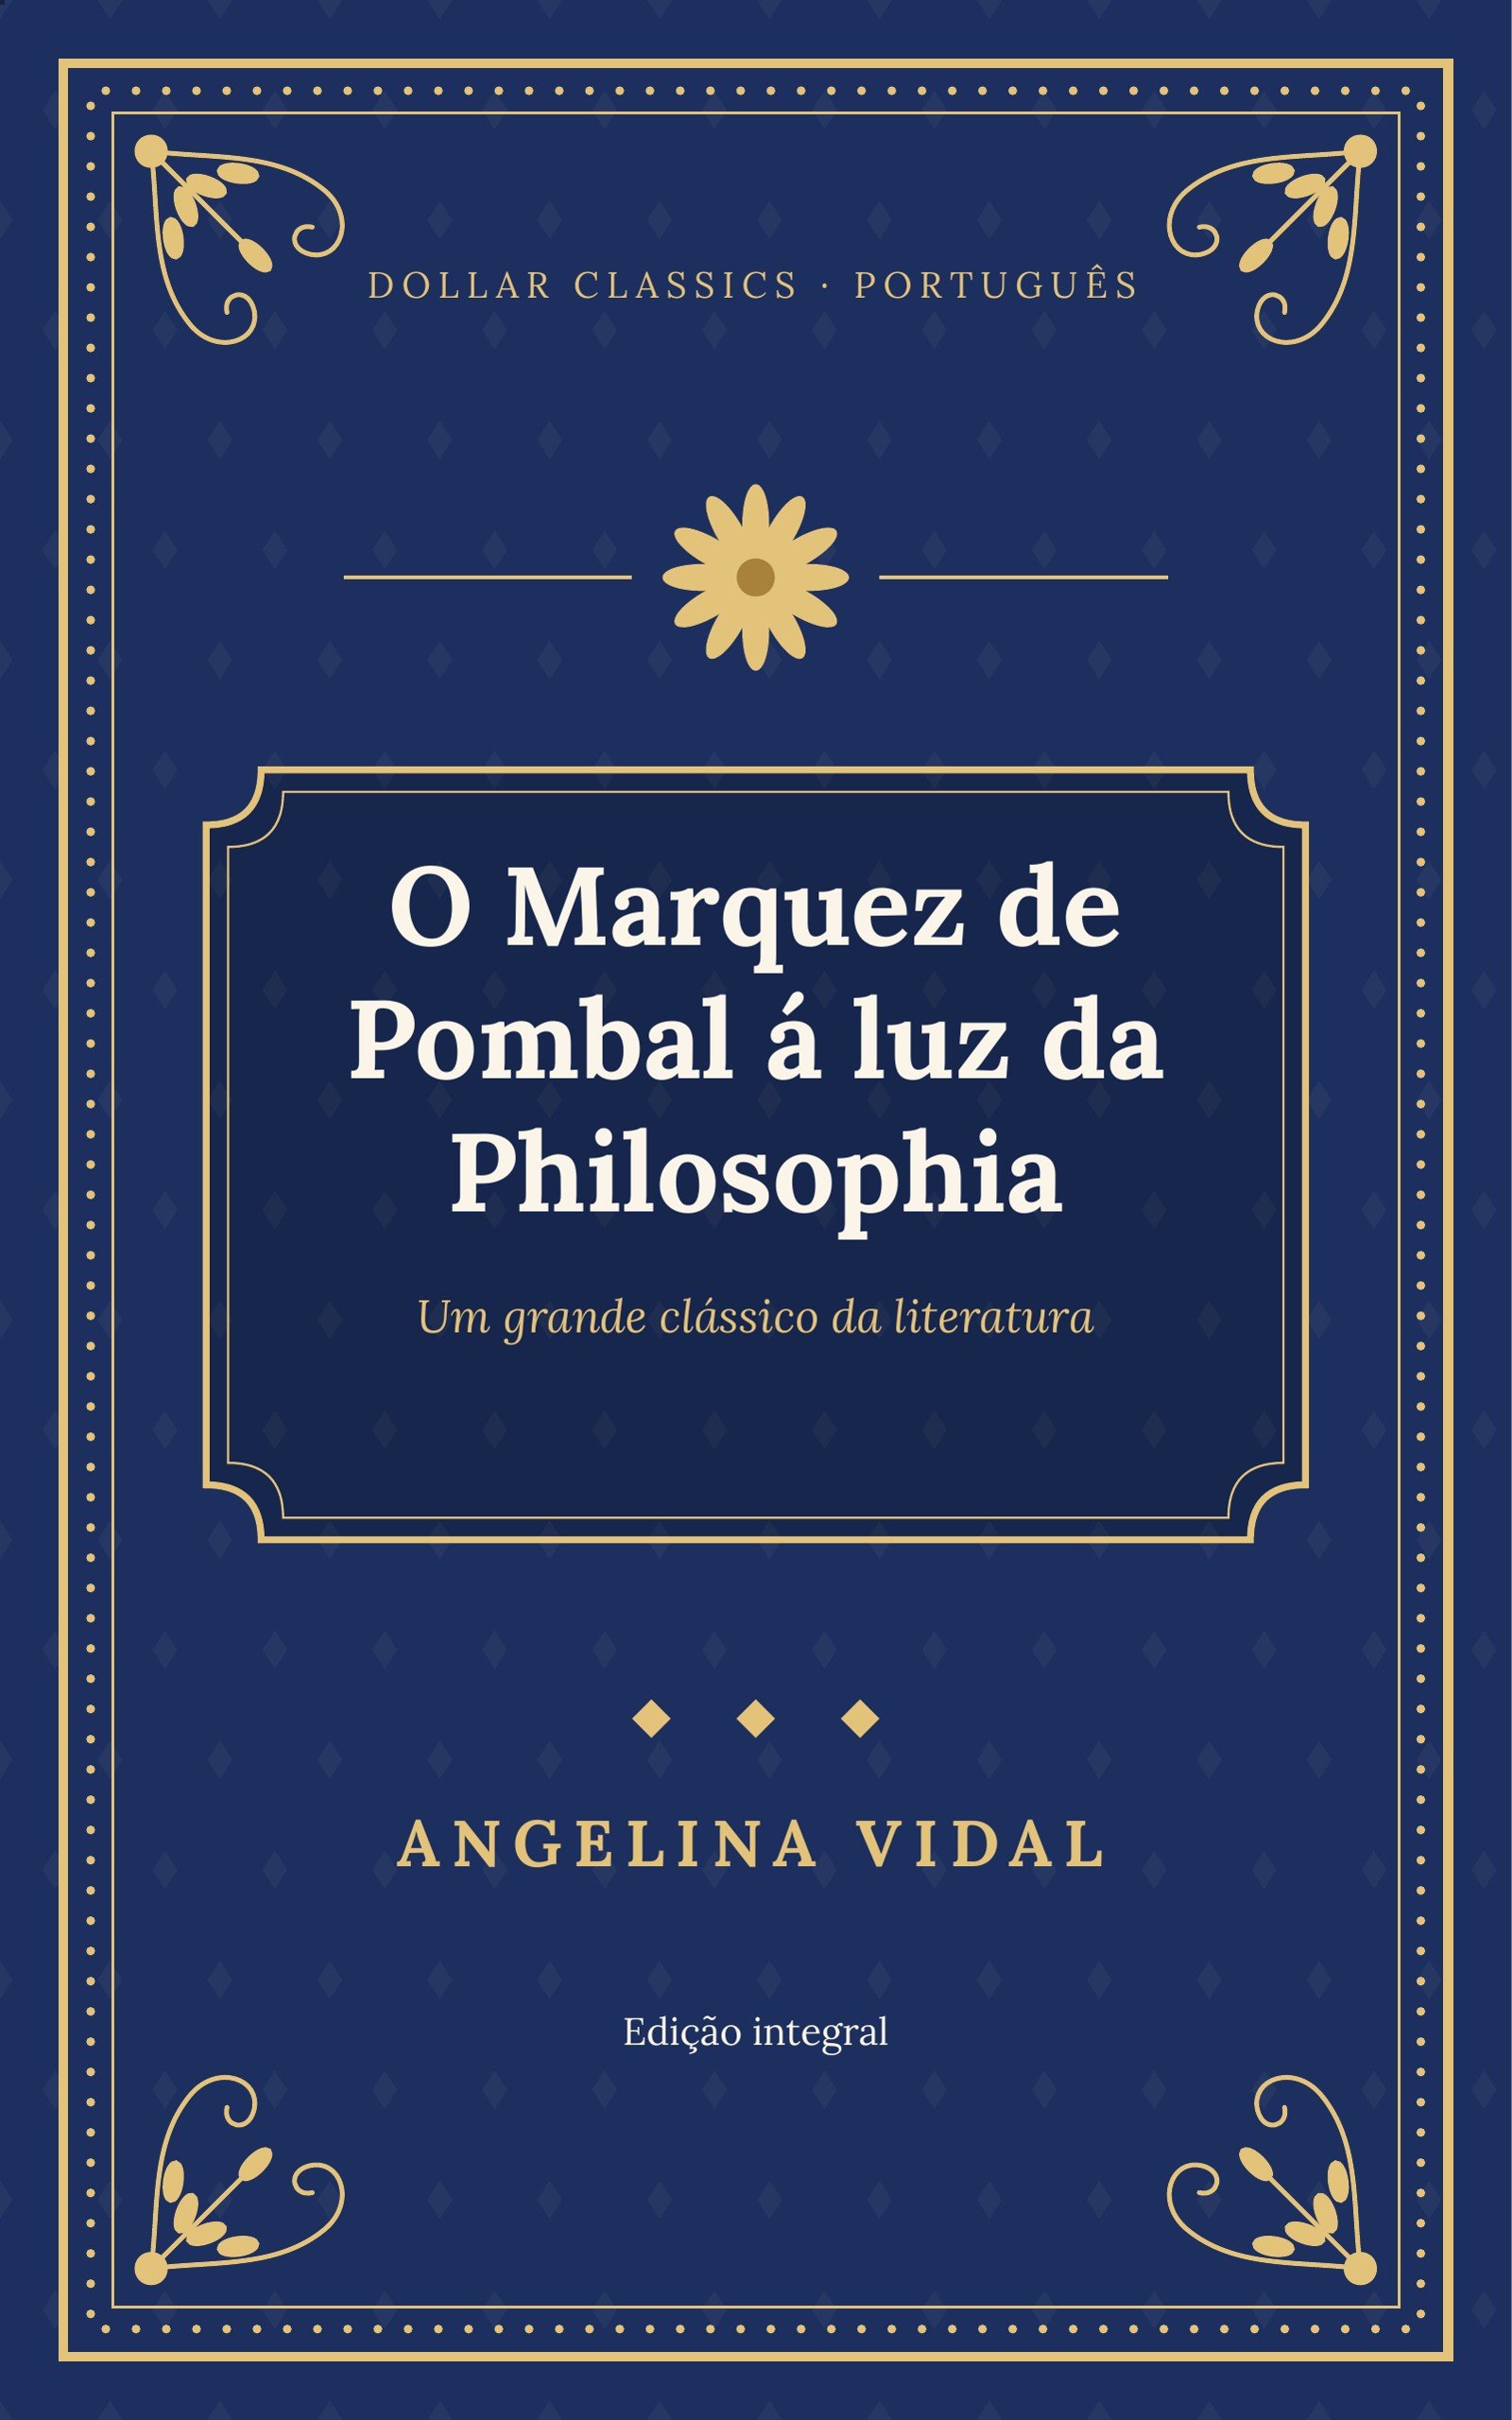 DOLLAR CLASSICS · PORTUGUÊS
O Marquez de
Pombal á luz da
Philosophia
Um grande clássico da literatura
ANGELINA VIDAL
Edição integral